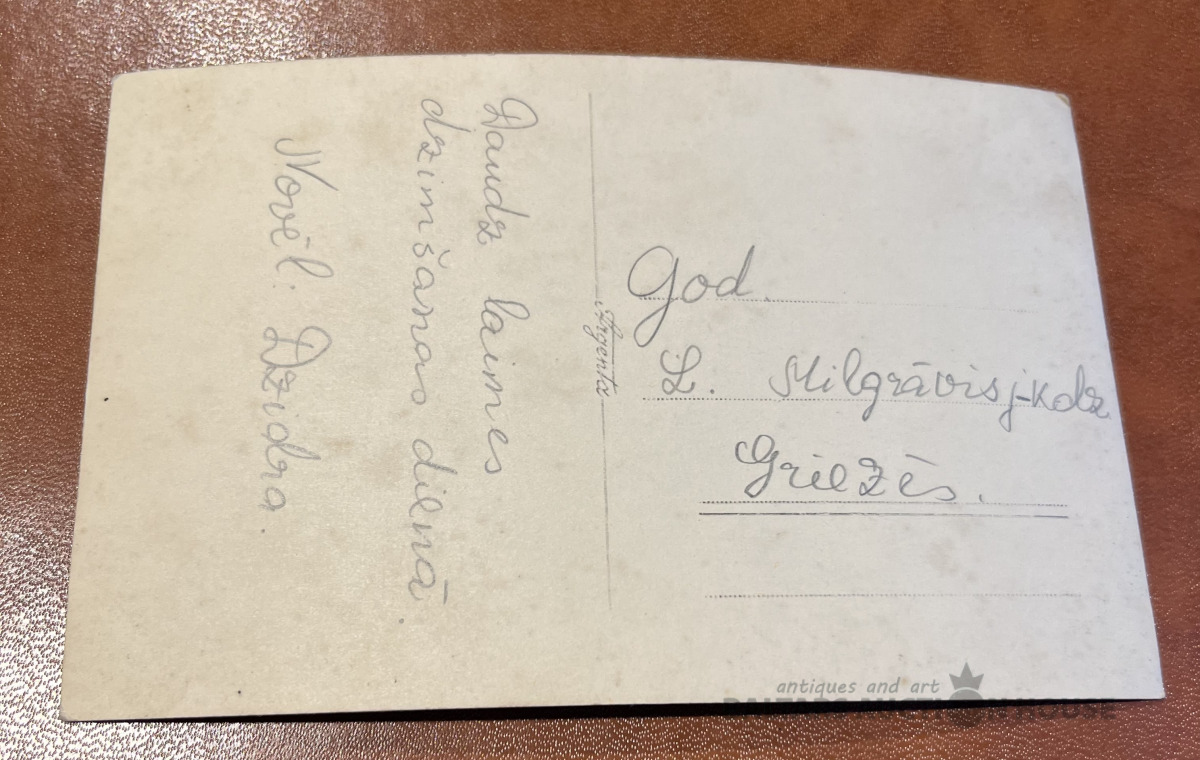 Daudz laimes
dzimšanas dienā
Novēl: Dzidra.
Argenta
God.
L. Milgrāvis j-kdz
Griezēs.
antiques and art